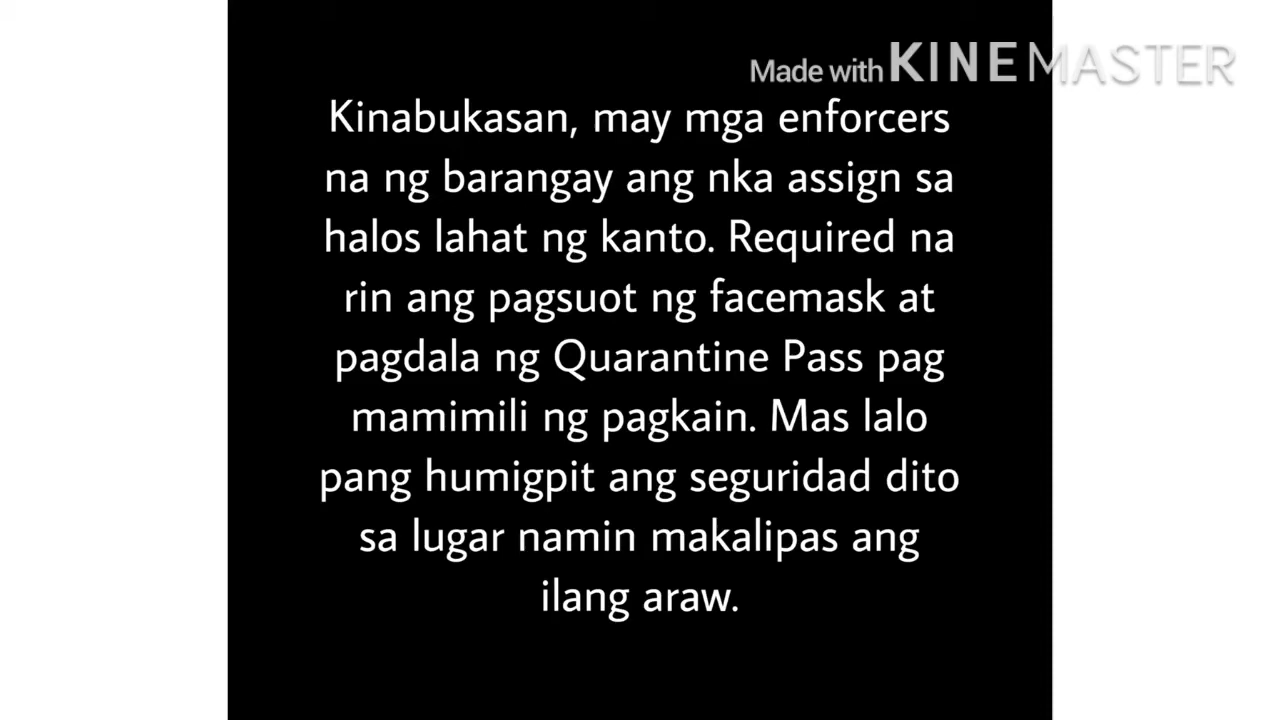 Made with KINEMASTER
Kinabukasan, may mga enforcers
na ng barangay ang nka assign sa
halos lahat ng kanto. Required na
rin ang pagsuot ng facemask at
pagdala ng Quarantine Pass pag
mamimili ng pagkain. Mas lalo
pang humigpit ang seguridad dito
sa lugar namin makalipas ang
ilang araw.